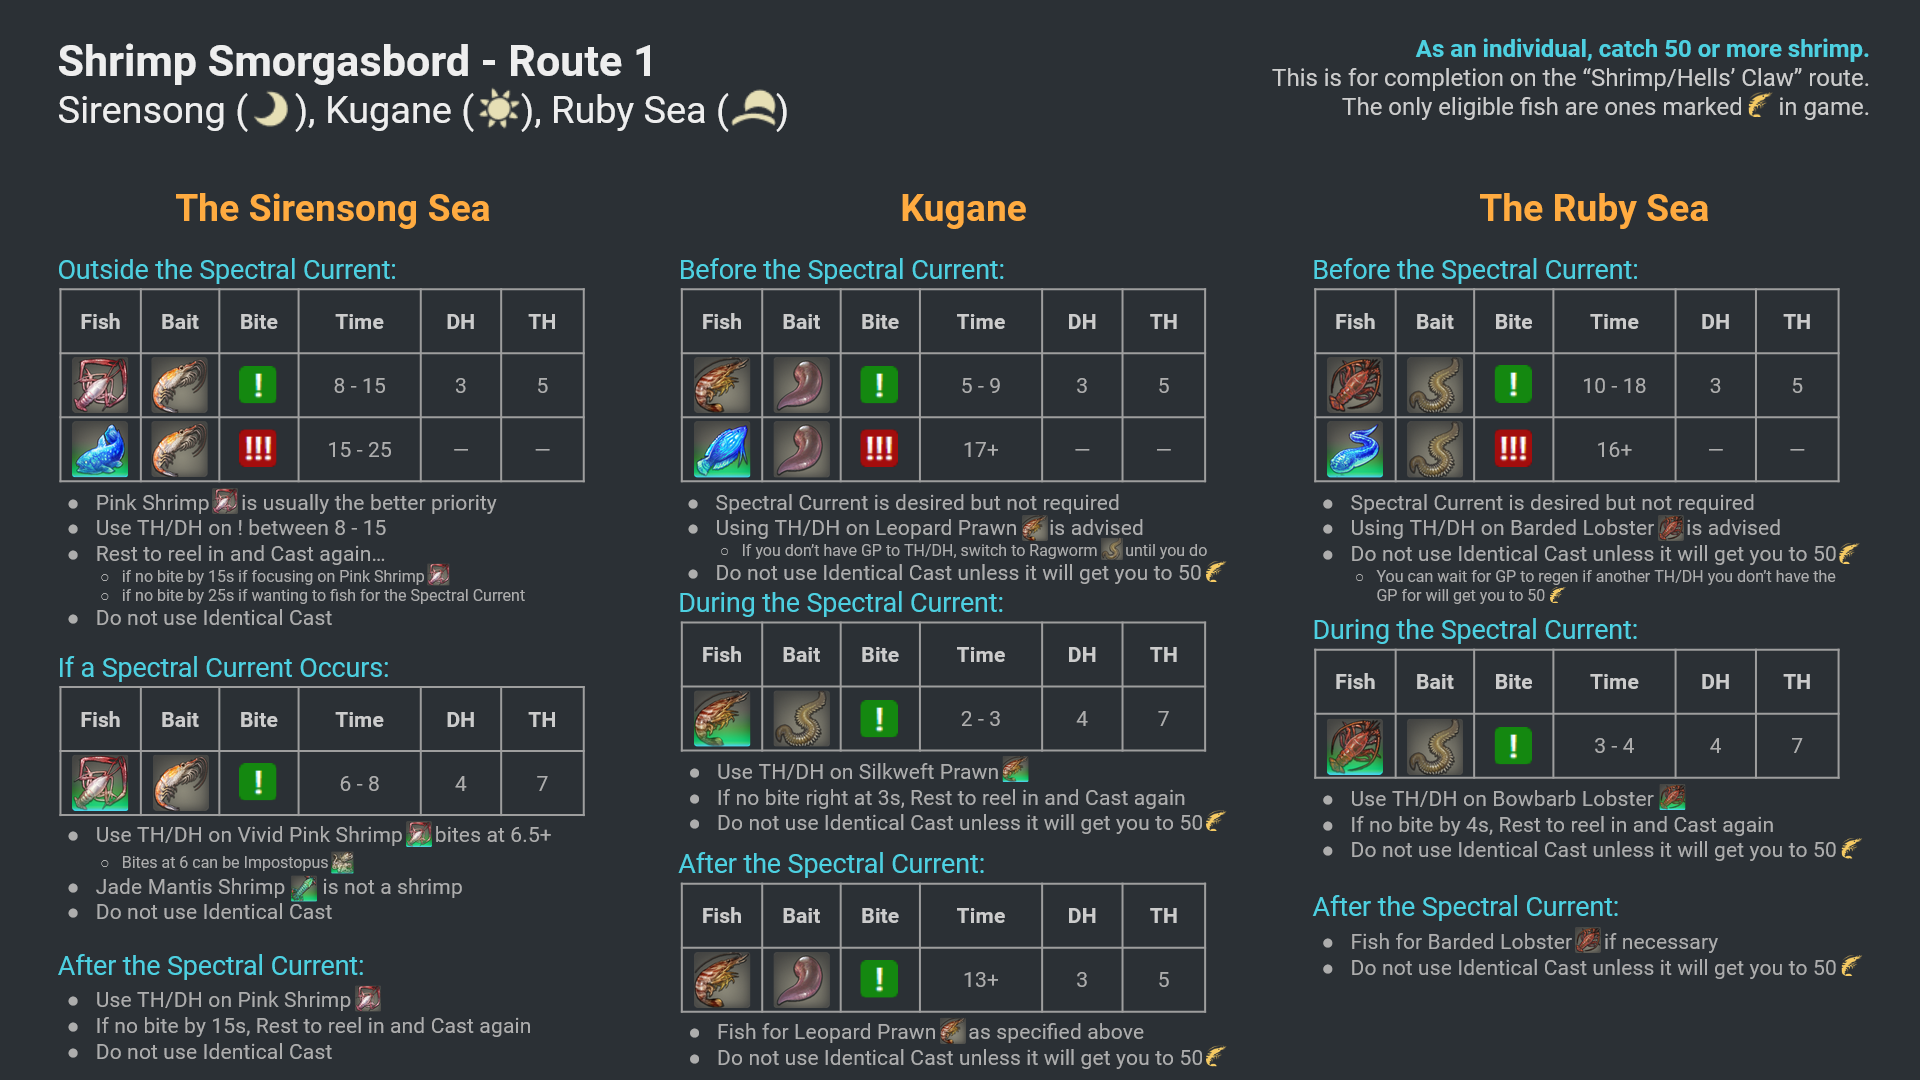 Shrimp Smorgasbord - Route 1
Sirensong ( ), Kugane ( ), Ruby Sea ( )
As an individual, catch 50 or more shrimp.
This is for completion on the “Shrimp/Hells’ Claw” route.
The only eligible fish are ones marked in game.
The Sirensong Sea
Outside the Spectral Current:
Fish Bait Bite Time DH TH
! 8 - 15 3 5
!!! 15 - 25 — —
● Pink Shrimp is usually the better priority
● Use TH/DH on ! between 8 - 15
● Rest to reel in and Cast again…
○ if no bite by 15s if focusing on Pink Shrimp
○ if no bite by 25s if wanting to fish for the Spectral Current
● Do not use Identical Cast
If a Spectral Current Occurs:
Fish Bait Bite Time DH TH
! 6 - 8 4 7
● Use TH/DH on Vivid Pink Shrimp bites at 6.5+
○ Bites at 6 can be Impostopus
● Jade Mantis Shrimp is not a shrimp
● Do not use Identical Cast
After the Spectral Current:
● Use TH/DH on Pink Shrimp
● If no bite by 15s, Rest to reel in and Cast again
● Do not use Identical Cast
Kugane
Before the Spectral Current:
Fish Bait Bite Time DH TH
! 5 - 9 3 5
!!! 17+ — —
● Spectral Current is desired but not required
● Using TH/DH on Leopard Prawn is advised
○ If you don’t have GP to TH/DH, switch to Ragworm until you do
● Do not use Identical Cast unless it will get you to 50
During the Spectral Current:
Fish Bait Bite Time DH TH
! 2 - 3 4 7
● Use TH/DH on Silkweft Prawn
● If no bite right at 3s, Rest to reel in and Cast again
● Do not use Identical Cast unless it will get you to 50
After the Spectral Current:
Fish Bait Bite Time DH TH
! 13+ 3 5
● Fish for Leopard Prawn as specified above
● Do not use Identical Cast unless it will get you to 50
The Ruby Sea
Before the Spectral Current:
Fish Bait Bite Time DH TH
! 10 - 18 3 5
!!! 16+ — —
● Spectral Current is desired but not required
● Using TH/DH on Barded Lobster is advised
● Do not use Identical Cast unless it will get you to 50
○ You can wait for GP to regen if another TH/DH you don’t have the
GP for will get you to 50
During the Spectral Current:
Fish Bait Bite Time DH TH
! 3 - 4 4 7
● Use TH/DH on Bowbarb Lobster
● If no bite by 4s, Rest to reel in and Cast again
● Do not use Identical Cast unless it will get you to 50
After the Spectral Current:
● Fish for Barded Lobster if necessary
● Do not use Identical Cast unless it will get you to 50